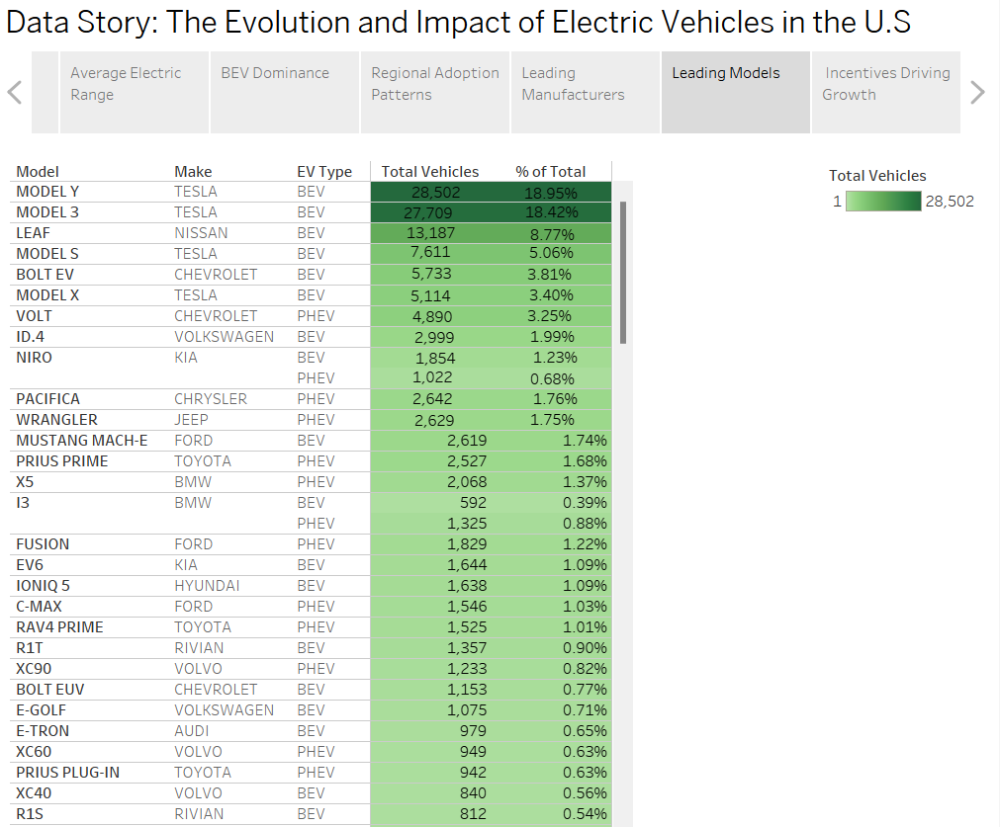 Data Story: The Evolution and Impact of Electric Vehicles in the U.S
Average Electric Range
BEV Dominance
Regional Adoption Patterns
Leading Manufacturers
Leading Models
Incentives Driving Growth
Model Make EV Type Total Vehicles % of Total
MODEL Y TESLA BEV 28,502 18.95%
MODEL 3 TESLA BEV 27,709 18.42%
LEAF NISSAN BEV 13,187 8.77%
MODEL S TESLA BEV 7,611 5.06%
BOLT EV CHEVROLET BEV 5,733 3.81%
MODEL X TESLA BEV 5,114 3.40%
VOLT CHEVROLET PHEV 4,890 3.25%
ID.4 VOLKSWAGEN BEV 2,999 1.99%
NIRO KIA BEV 1,854 1.23%
PHEV 1,022 0.68%
PACIFICA CHRYSLER PHEV 2,642 1.76%
WRANGLER JEEP PHEV 2,629 1.75%
MUSTANG MACH-E FORD BEV 2,619 1.74%
PRIUS PRIME TOYOTA PHEV 2,527 1.68%
X5 BMW PHEV 2,068 1.37%
I3 BMW BEV 592 0.39%
PHEV 1,325 0.88%
FUSION FORD PHEV 1,829 1.22%
EV6 KIA BEV 1,644 1.09%
IONIQ 5 HYUNDAI BEV 1,638 1.09%
C-MAX FORD PHEV 1,546 1.03%
RAV4 PRIME TOYOTA PHEV 1,525 1.01%
R1T RIVIAN BEV 1,357 0.90%
XC90 VOLVO PHEV 1,233 0.82%
BOLT EUV CHEVROLET BEV 1,153 0.77%
E-GOLF VOLKSWAGEN BEV 1,075 0.71%
E-TRON AUDI BEV 979 0.65%
XC60 VOLVO PHEV 949 0.63%
PRIUS PLUG-IN TOYOTA PHEV 942 0.63%
XC40 VOLVO BEV 840 0.56%
R1S RIVIAN BEV 812 0.54%
Total Vehicles
1 28,502